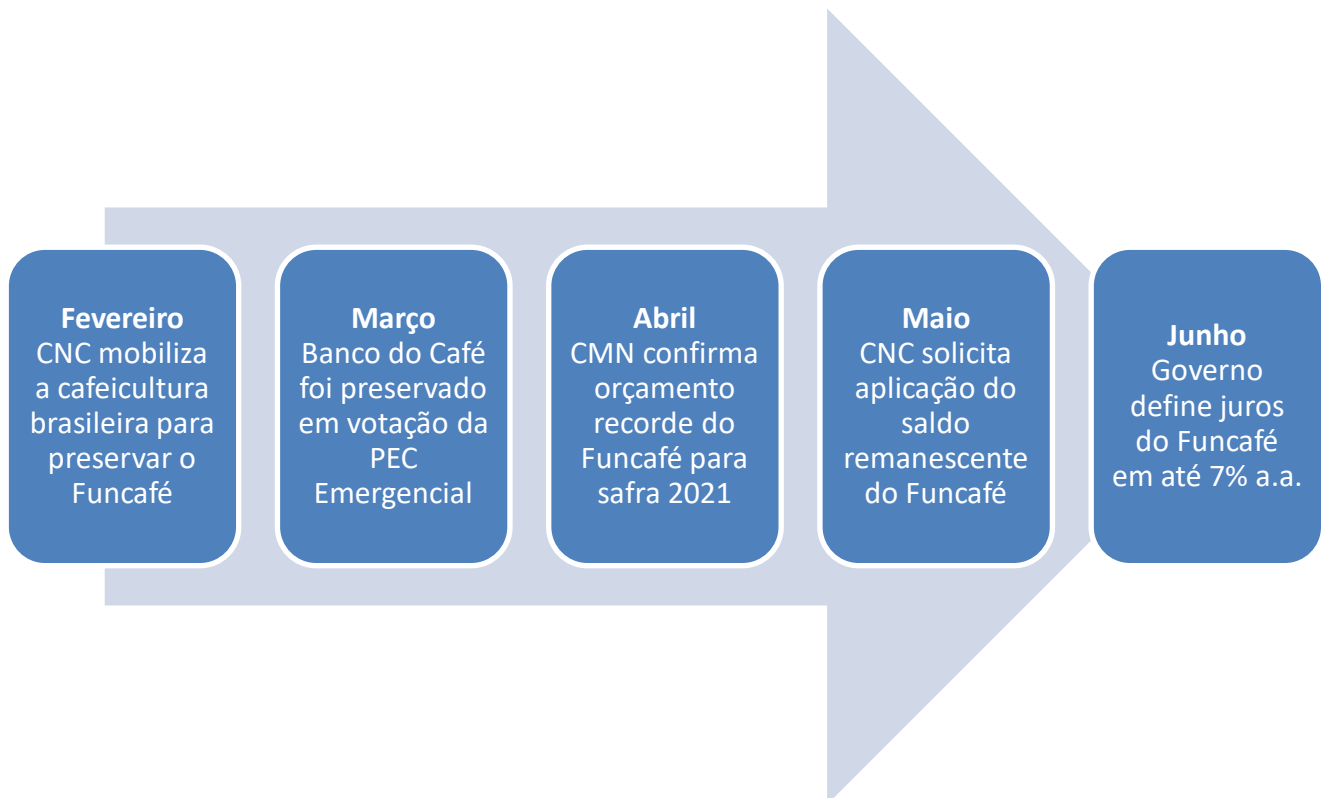 Fevereiro
CNC mobiliza
a cafeicultura
brasileira para
preservar o
Funcafé
Março
Banco do Café
foi preservado
em votação da
PEC
Emergencial
Abril
CMN confirma
orçamento
recorde do
Funcafé para
safra 2021
Maio
CNC solicita
aplicação do
saldo
remanescente
do Funcafé
Junho
Governo
define juros
do Funcafé
em até 7% a.a.